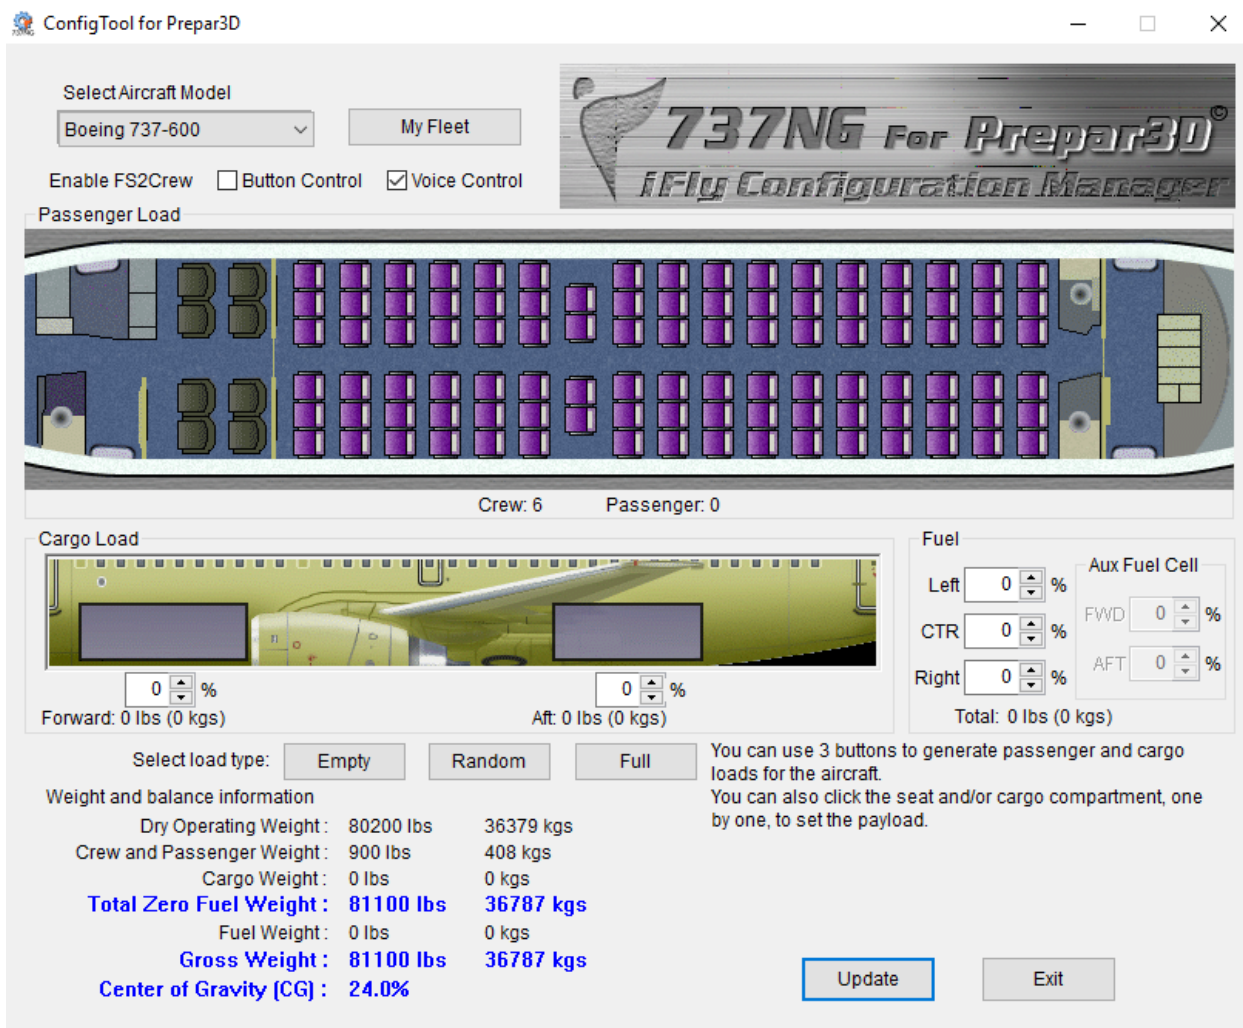 ConfigTool for Prepar3D
Select Aircraft Model
Boeing 737-600
My Fleet
737NG For Prepar3D©
iFly Configuration Manager
Enable FS2Crew Button Control Voice Control
Passenger Load
Crew: 6 Passenger: 0
Cargo Load
0 %
Forward: 0 lbs (0 kgs)
0 %
Aft: 0 lbs (0 kgs)
Fuel
Left 0 %
CTR 0 %
Right 0 %
Aux Fuel Cell
FWD 0 %
AFT 0 %
Total: 0 lbs (0 kgs)
Select load type: Empty Random Full
You can use 3 buttons to generate passenger and cargo
loads for the aircraft.
You can also click the seat and/or cargo compartment, one
by one, to set the payload.
Weight and balance information
Dry Operating Weight : 80200 lbs 36379 kgs
Crew and Passenger Weight : 900 lbs 408 kgs
Cargo Weight : 0 lbs 0 kgs
Total Zero Fuel Weight : 81100 lbs 36787 kgs
Fuel Weight : 0 lbs 0 kgs
Gross Weight : 81100 lbs 36787 kgs
Center of Gravity (CG) : 24.0%
Update
Exit